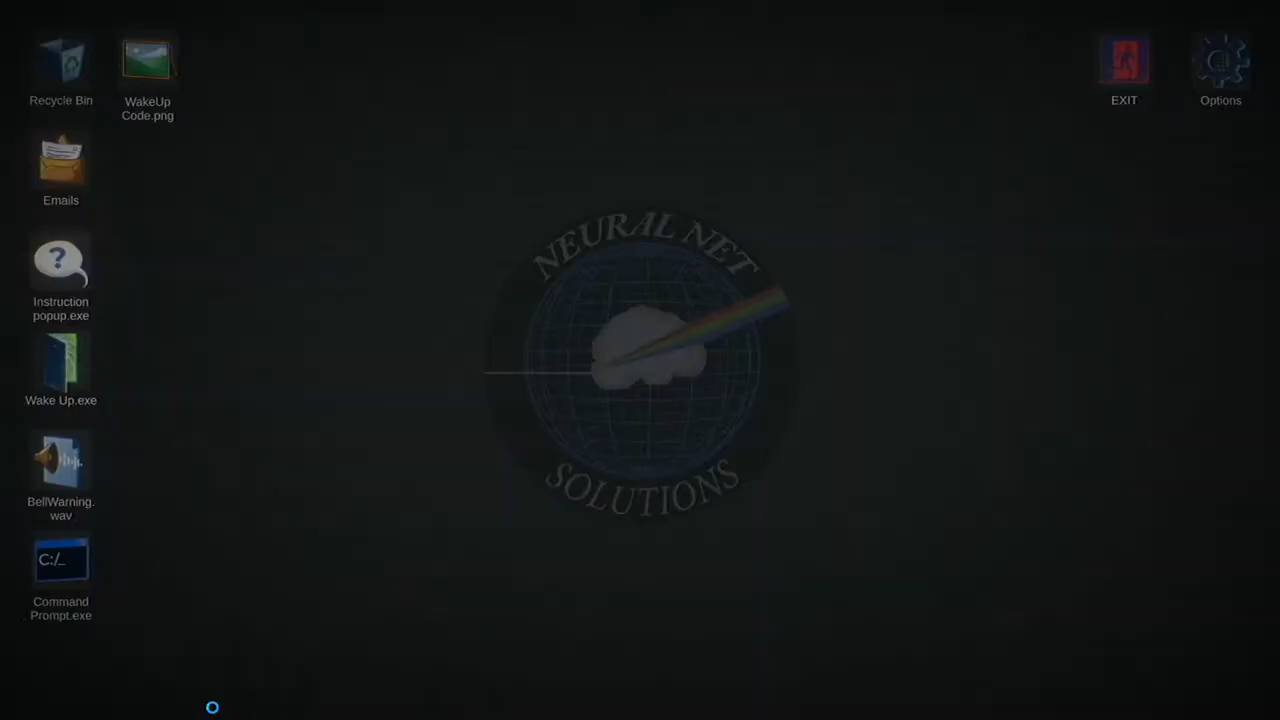 Recycle Bin
WakeUp
Code.png
EXIT
Options
Emails
NEURAL NET
Instruction
popup.exe
Wake Up.exe
SOLUTIONS
BellWarning.
wav
C:/_
Command
Prompt.exe